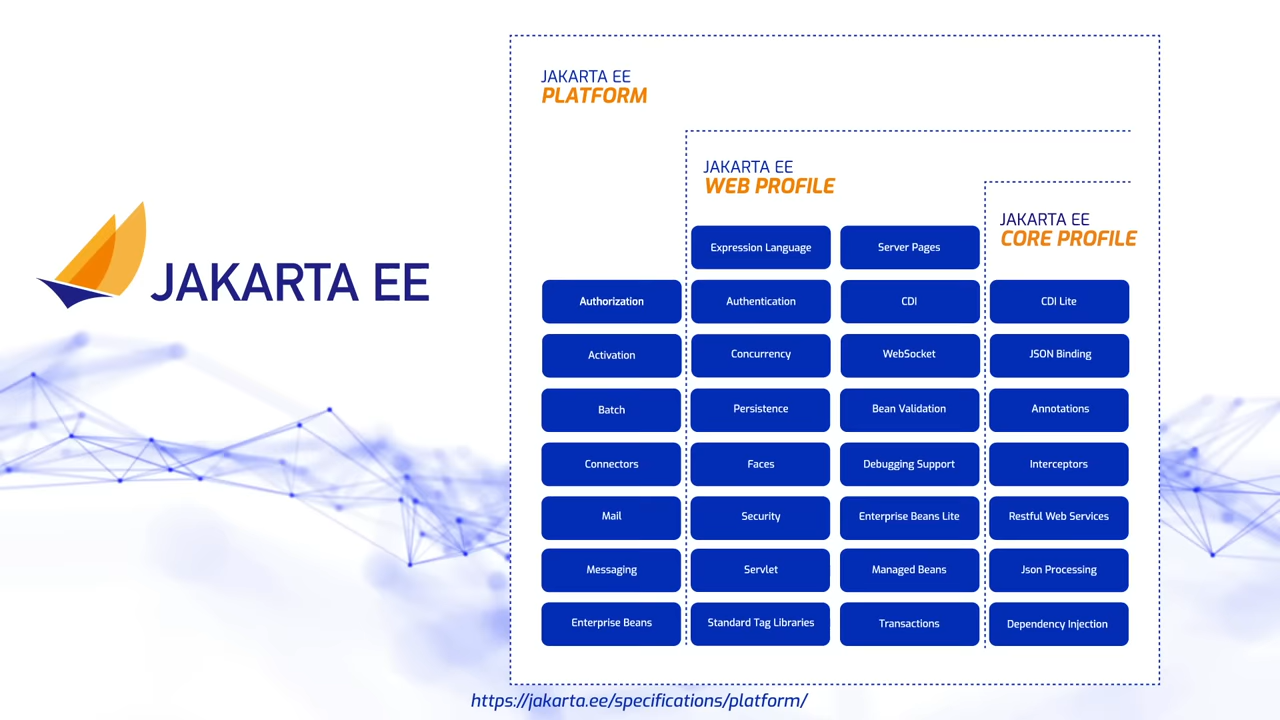 JAKARTA EE
JAKARTA EE
PLATFORM
JAKARTA EE
WEB PROFILE
JAKARTA EE
CORE PROFILE
Expression Language
Server Pages
Authorization
Authentication
CDI
CDI Lite
Activation
Concurrency
WebSocket
JSON Binding
Batch
Persistence
Bean Validation
Annotations
Connectors
Faces
Debugging Support
Interceptors
Mail
Security
Enterprise Beans Lite
Restful Web Services
Messaging
Servlet
Managed Beans
Json Processing
Enterprise Beans
Standard Tag Libraries
Transactions
Dependency Injection
https://jakarta.ee/specifications/platform/